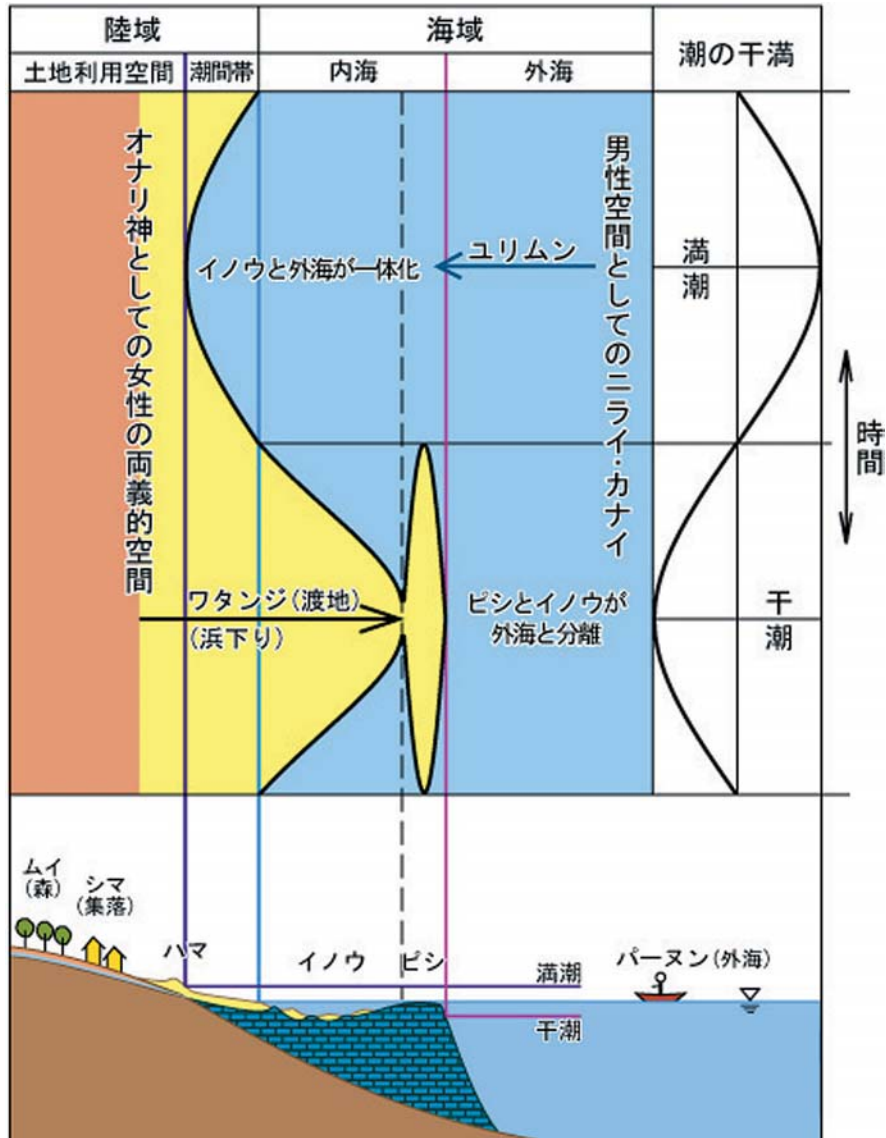 陸域
海域
潮の干満
土地利用空間
潮間帯
内海
外海
オナリ神としての女性の両義的空間
イノウと外海が一体化
ユリムン
男性空間としてのニライ・カナイ
満潮
時間
ワタンジ(渡地)
(浜下り)
ピシとイノウが
外海と分離
干潮
ムイ
(森)
シマ
(集落)
ハマ
イノウ
ピシ
満潮
干潮
パーヌン(外海)